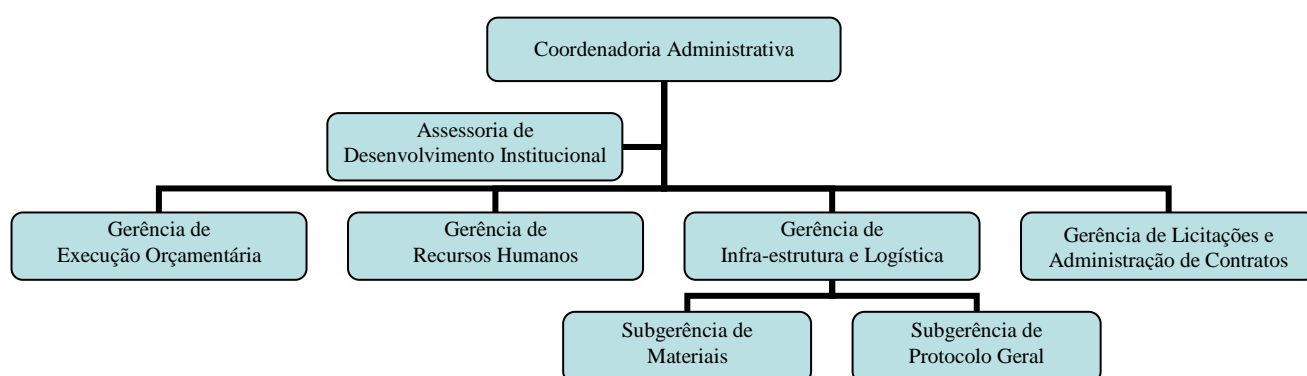 Coordenadoria Administrativa
Assessoria de
Desenvolvimento Institucional
Gerência de
Execução Orçamentária
Gerência de
Recursos Humanos
Gerência de
Infra-estrutura e Logística
Gerência de Licitações e
Administração de Contratos
Subgerência de
Materiais
Subgerência de
Protocolo Geral